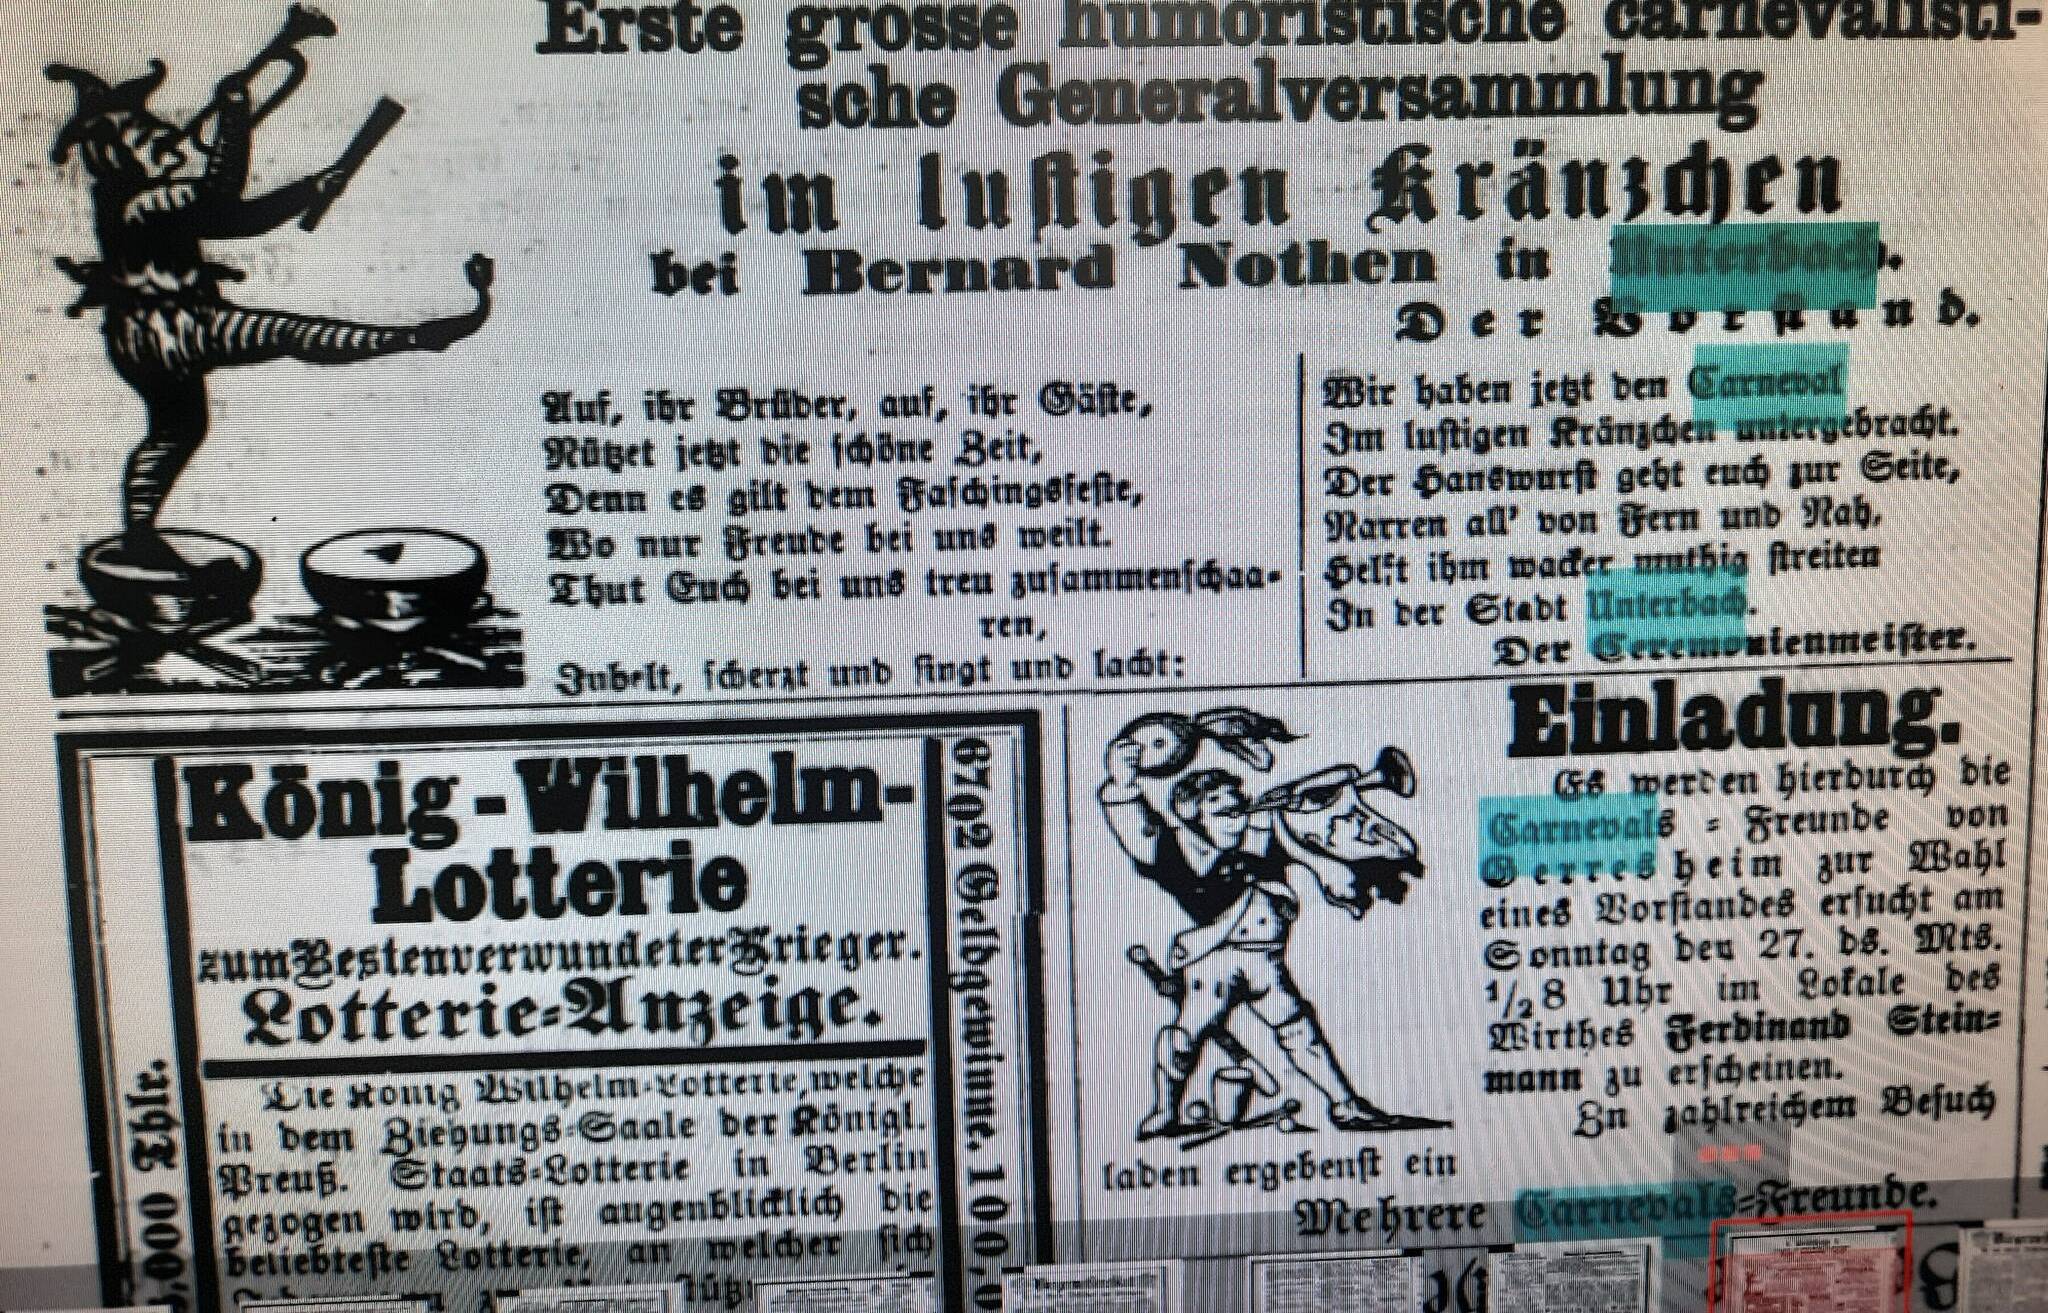 Erste grosse humoristische carnevalisti-
sche Generalversammlung
im lustigen Kränzchen
bei Bernard Nothen in Unterbach.
Der Vorstand.
Auf, ihr Brüder, auf, ihr Gäste,
Nützet jetzt die schöne Zeit,
Denn es gilt dem Faschingsfeste,
Wo nur Freude bei uns weilt.
Thut Euch bei uns treu zusammenschaa-
ren,
Jubelt, scherzt und singt und lacht:
Wir haben jetzt den Carneval
Im lustigen Kränzchen untergebracht.
Der Hanswurst geht euch zur Seite,
Narren all' von Fern und Nah,
Helft ihm wacker muthig streiten
In der Stadt Unterbach.
Der Ceremonienmeister.
König-Wilhelm-
Lotterie
zum Besten verwundeter Krieger.
Lotterie-Anzeige.
Die König Wilhelm-Lotterie, welche
in dem Ziehungs-Saale der Königl.
Preuß. Staats-Lotterie in Berlin
gezogen wird, ist augenblicklich die
beliebteste Lotterie, an welcher sich
6702 Geldgewinne. 100,0
,000 Thlr.
Einladung.
Es werden hierdurch die
Carnevals-Freunde von
Gerresheim zur Wahl
eines Vorstandes ersucht am
Sonntag den 27. ds. Mts.
1/2 8 Uhr im Lokale des
Wirthes Ferdinand Stein-
mann zu erscheinen.
Zu zahlreichem Besuch
laden ergebenst ein
Mehrere Carnevals-Freunde.